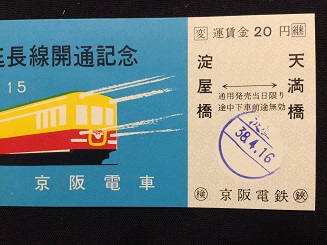 延長線開通記念
15
京阪電車
変 運賃金20円 継
淀屋橋 ⟷ 天満橋
通用発売当日限り
途中下車前途無効
38.4.16
検 京阪電鉄 鋏